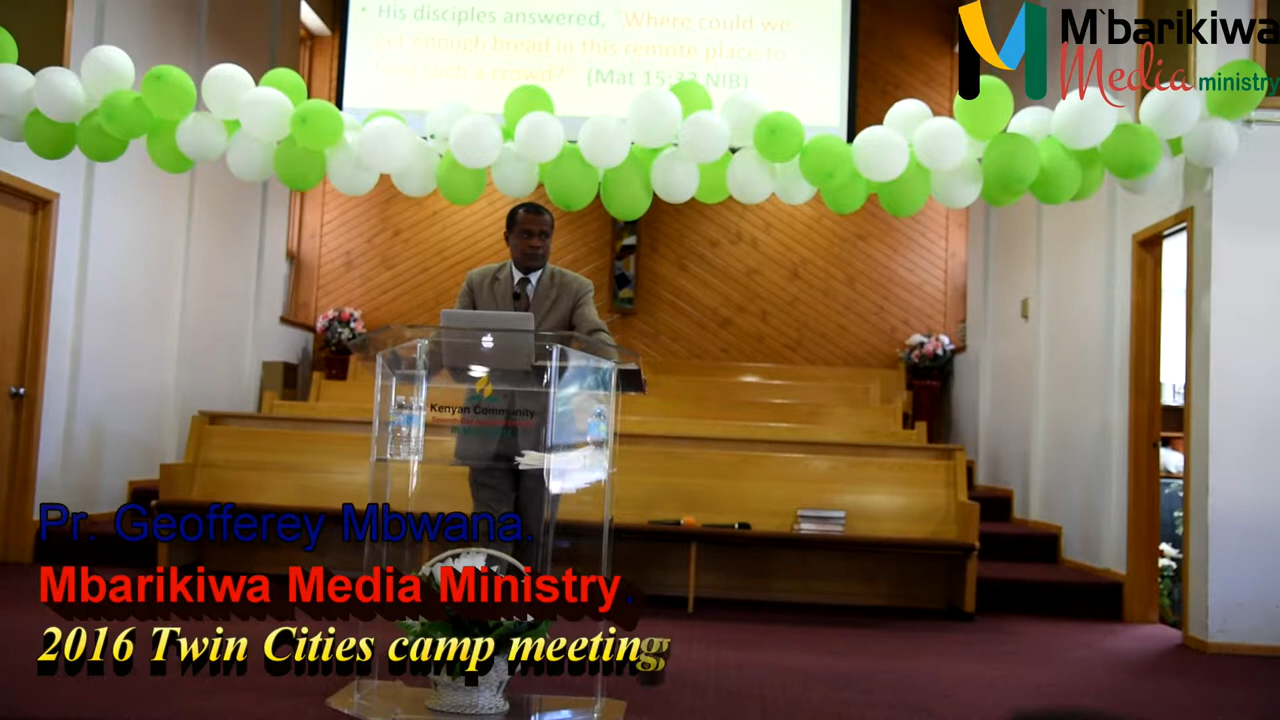 • His disciples answered, "Where could we
get enough bread in this remote place to
such a crowd?" (Mat 15:33 NIB)
M`barikiwa
Media ministry
Kenyan Community
Pr. Geofferey Mbwana.
Mbarikiwa Media Ministry.
2016 Twin Cities camp meeting